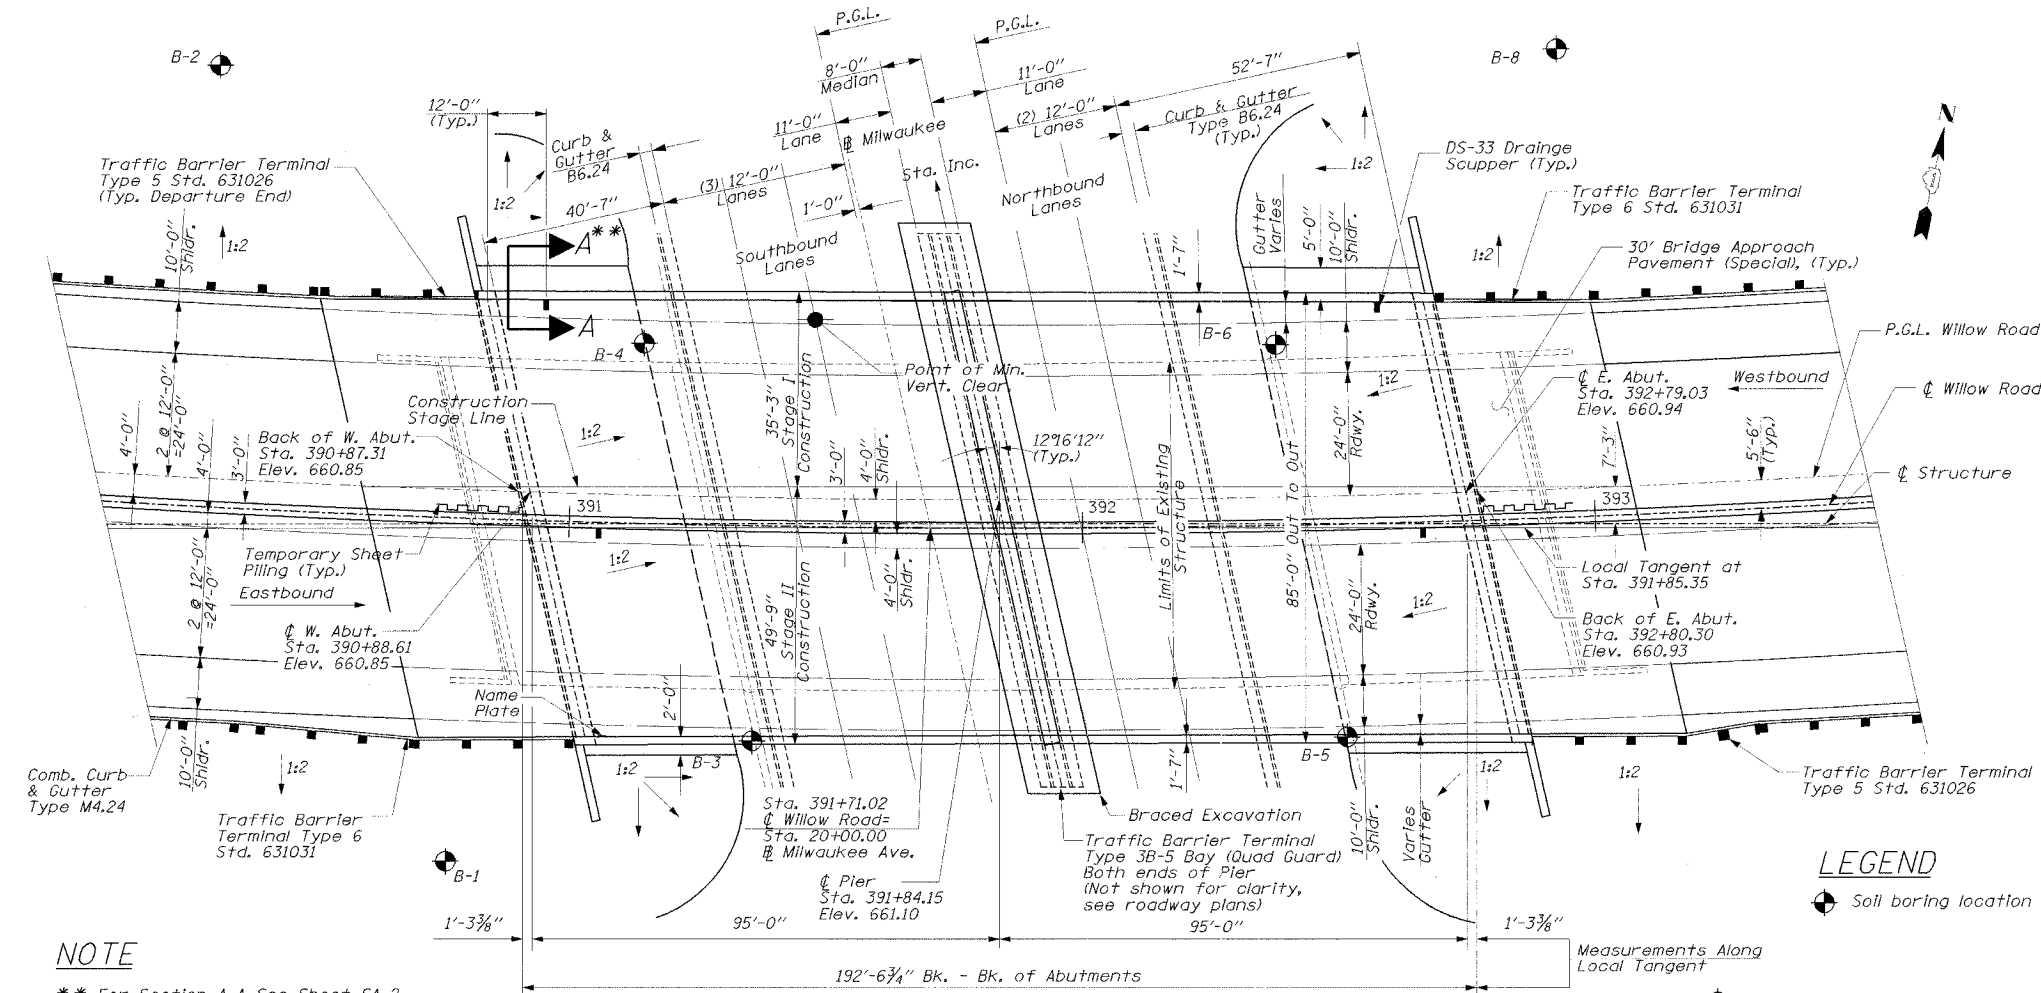 P.G.L.
P.G.L.
B-2
B-8
8'-0"
Median
11'-0"
Lane
52'-7"
12'-0"
(Typ.)
(2) 12'-0"
Lanes
Curb & Gutter
Type B6.24
(Typ.)
11'-0"
Lane
℄ Milwaukee
N
Curb &
Gutter
B6.24
Traffic Barrier Terminal
Type 5 Std. 631026
(Typ. Departure End)
(3) 12'-0"
Lanes
Sta. Inc.
1:2
DS-33 Drainge
Scupper (Typ.)
Northbound
Lanes
Traffic Barrier Terminal
Type 6 Std. 631031
1:2
40'-7"
1'-0"
10'-0"
Shldr.
1:2
A**
Southbound
Lanes
Gutter
Varies
5'-0"
10'-0"
Shldr.
1:2
30' Bridge Approach
Pavement (Special), (Typ.)
1'-7"
A
B-4
B-6
P.G.L. Willow Road
Point of Min.
Vert. Clear.
1:2
℄ E. Abut.
Sta. 392+79.03
Elev. 660.94
Westbound
℄ Willow Road
Construction
Stage Line
35'-3"
Stage I
Construction
1:2
Back of W. Abut.
Sta. 390+87.31
Elev. 660.85
4'-0"
2 @ 12'-0"
=24'-0"
4'-0"
3'-0"
3'-0"
4'-0"
Shldr.
12°16'12"
(Typ.)
Limits of Existing
Structure
85'-0" Out To Out
24'-0"
Rdwy.
7'-3"
5'-6"
(Typ.)
℄ Structure
391
392
393
Temporary Sheet
Piling (Typ.)
1:2
Local Tangent at
Sta. 391+85.35
Eastbound
2 @ 12'-0"
=24'-0"
4'-0"
Shldr.
1:2
24'-0"
Rdwy.
℄ W. Abut.
Sta. 390+88.61
Elev. 660.85
49'-9"
Stage II
Construction
Back of E. Abut.
Sta. 392+80.30
Elev. 660.93
Name
Plate
2'-0"
10'-0"
Shldr.
1:2
1:2
B-3
1'-7"
B-5
1:2
1:2
Comb. Curb
& Gutter
Type M4.24
Traffic Barrier
Terminal Type 6
Std. 631031
Sta. 391+71.02
℄ Willow Road=
Sta. 20+00.00
℄ Milwaukee Ave.
Braced Excavation
Traffic Barrier Terminal
Type 3B-5 Bay (Quad Guard)
Both ends of Pier
(Not shown for clarity,
see roadway plans)
10'-0"
Shldr.
Varies
Gutter
Traffic Barrier Terminal
Type 5 Std. 631026
B-1
℄ Pier
Sta. 391+84.15
Elev. 661.10
LEGEND
Soil boring location
1'-3⅜"
95'-0"
95'-0"
1'-3⅜"
Measurements Along
Local Tangent
NOTE
192'-6¾" Bk. - Bk. of Abutments
** For Section A-A See Sheet SA-2